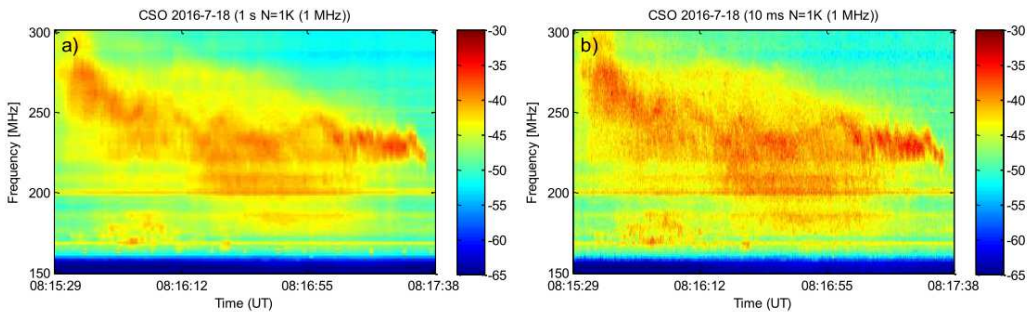 CSO 2016-7-18 (1 s N=1K (1 MHz))
a)
300
250
200
150
Frequency [MHz]
08:15:29 08:16:12 08:16:55 08:17:38
Time (UT)
-30
-35
-40
-45
-50
-55
-60
-65
CSO 2016-7-18 (10 ms N=1K (1 MHz))
b)
300
250
200
150
Frequency [MHz]
08:15:29 08:16:12 08:16:55 08:17:38
Time (UT)
-30
-35
-40
-45
-50
-55
-60
-65